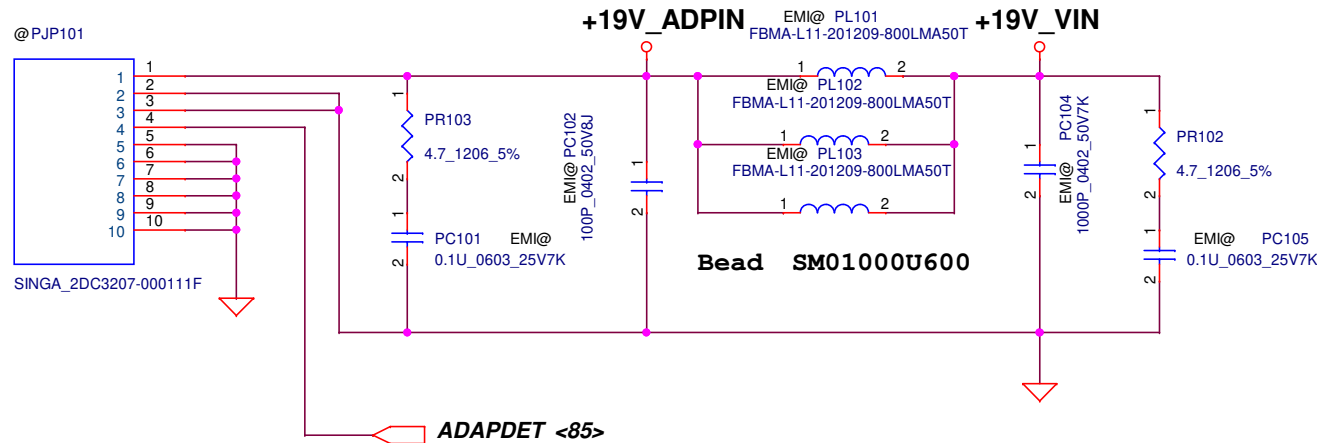 @ PJP101
1
2
3
4
5
6
7
8
9
10
1
2
3
4
5
6
7
8
9
10
SINGA_2DC3207-000111F
1
PR103
4.7_1206_5%
2
1
PC101
EMI@
0.1U_0603_25V7K
2
+19V_ADPIN
EMI@ PC102
100P_0402_50V8J
1
2
EMI@ PL101
FBMA-L11-201209-800LMA50T
1
2
EMI@ PL102
FBMA-L11-201209-800LMA50T
1
2
EMI@ PL103
FBMA-L11-201209-800LMA50T
1
2
Bead SM01000U600
+19V_VIN
1
2
EMI@ PC104
1000P_0402_50V7K
1
PR102
4.7_1206_5%
2
1
EMI@ PC105
0.1U_0603_25V7K
2
ADAPDET <85>